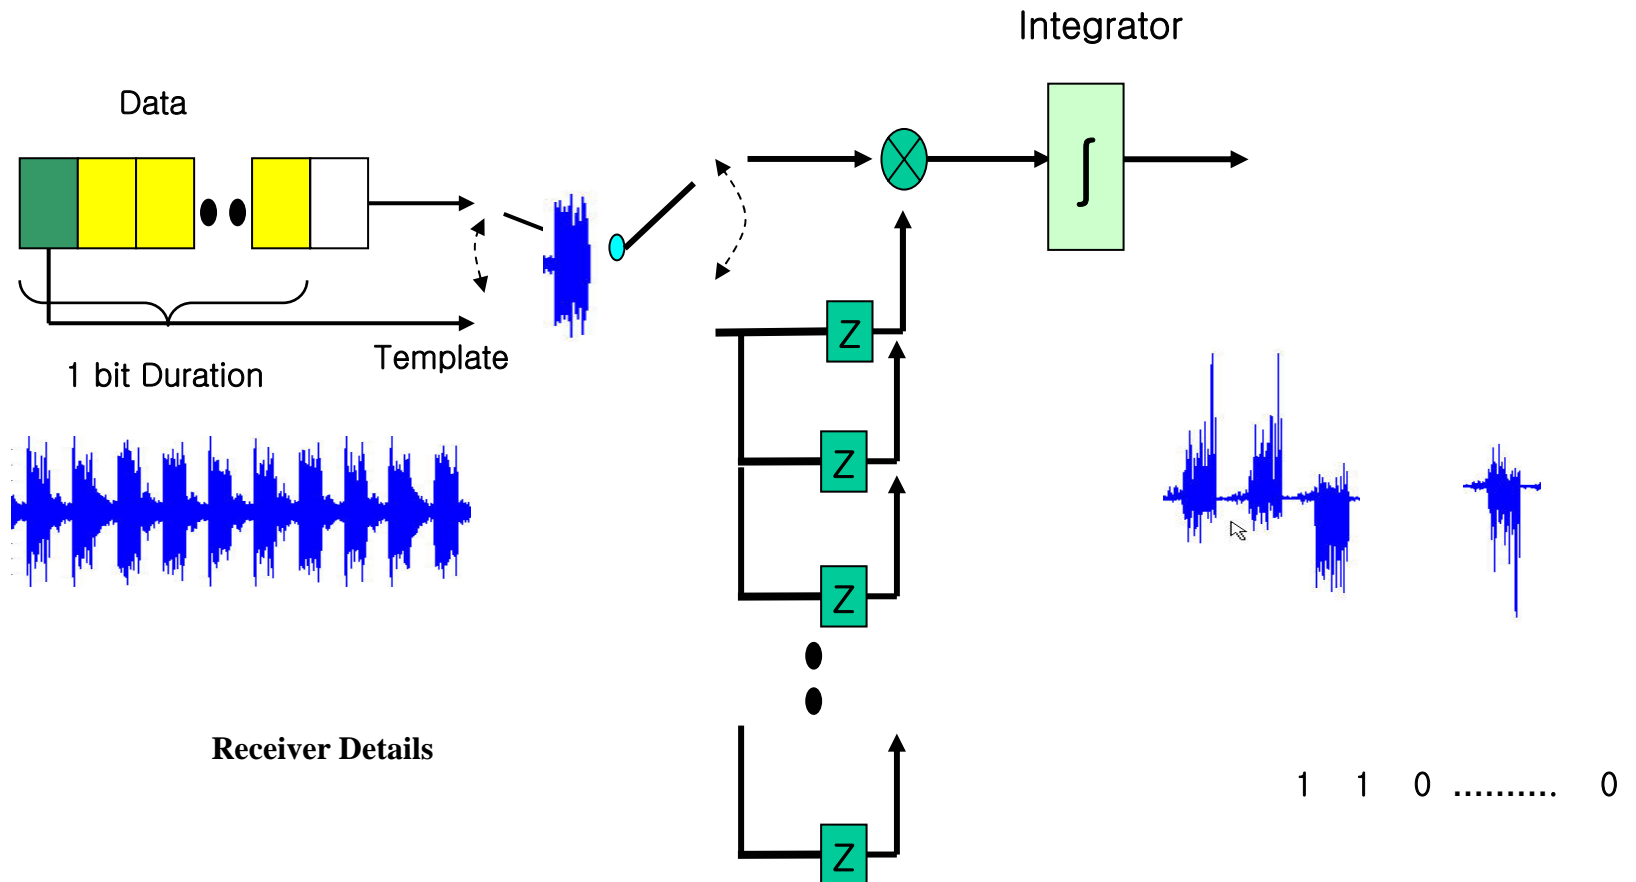 Integrator
Data
∫
Template
1 bit Duration
Z
Z
Z
Receiver Details
1 1 0 .......... 0
Z